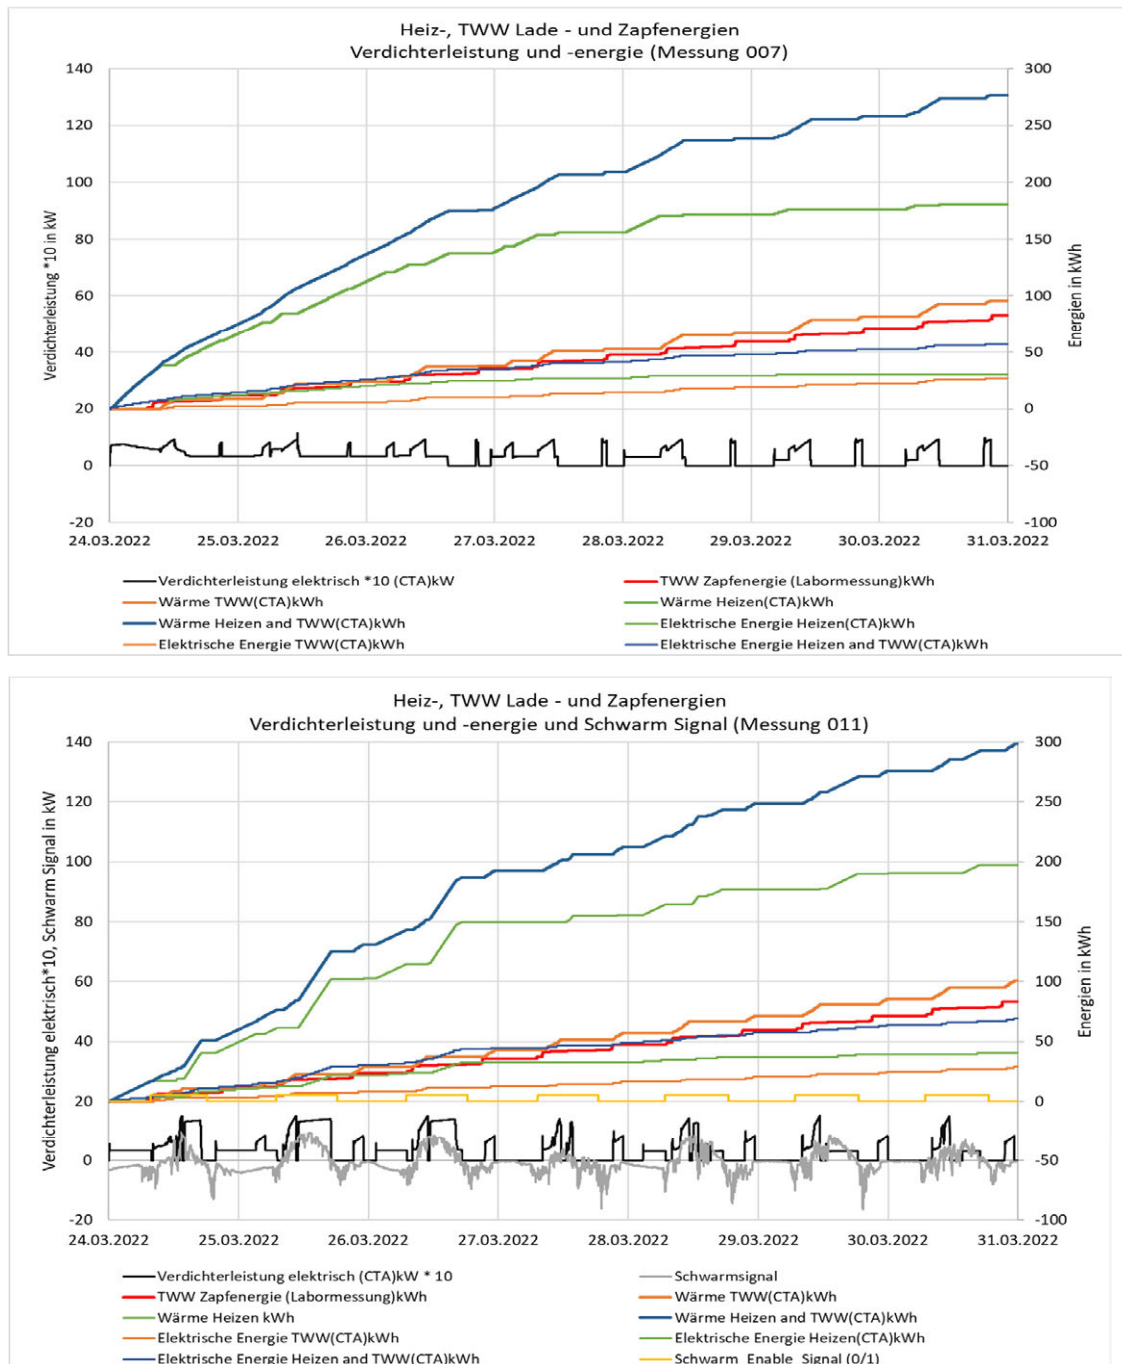 Heiz-, TWW Lade - und Zapfenergien
Verdichterleistung und -energie (Messung 007)
140
120
100
80
60
40
20
0
-20
Verdichterleistung *10 in kW
300
250
200
150
100
50
0
-50
-100
Energien in kWh
24.03.2022 25.03.2022 26.03.2022 27.03.2022 28.03.2022 29.03.2022 30.03.2022 31.03.2022
Verdichterleistung elektrisch *10 (CTA)kW TWW Zapfenergie (Labormessung)kWh
Wärme TWW(CTA)kWh Wärme Heizen(CTA)kWh
Wärme Heizen and TWW(CTA)kWh Elektrische Energie Heizen(CTA)kWh
Elektrische Energie TWW(CTA)kWh Elektrische Energie Heizen and TWW(CTA)kWh
Heiz-, TWW Lade - und Zapfenergien
Verdichterleistung und -energie und Schwarm Signal (Messung 011)
140
120
100
80
60
40
20
0
-20
Verdichterleistung elektrisch*10, Schwarm Signal in kW
300
250
200
150
100
50
0
-50
-100
Energien in kWh
24.03.2022 25.03.2022 26.03.2022 27.03.2022 28.03.2022 29.03.2022 30.03.2022 31.03.2022
Verdichterleistung elektrisch (CTA)kW * 10 Schwarmsignal
TWW Zapfenergie (Labormessung)kWh Wärme TWW(CTA)kWh
Wärme Heizen kWh Wärme Heizen and TWW(CTA)kWh
Elektrische Energie TWW(CTA)kWh Elektrische Energie Heizen(CTA)kWh
Elektrische Energie Heizen and TWW(CTA)kWh Schwarm_Enable_Signal (0/1)